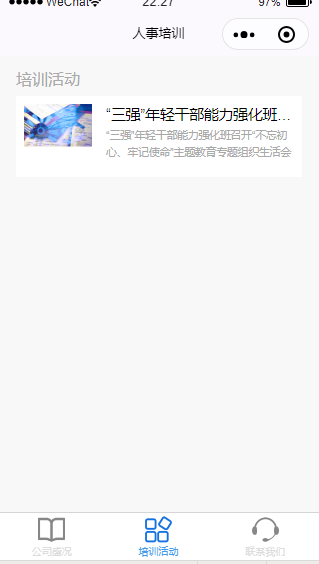 WeChat 22:27 97%
人事培训
培训活动
“三强”年轻干部能力强化班...
“三强”年轻干部能力强化班召开“不忘初
心、牢记使命”主题教育专题组织生活会
公司概况 培训活动 联系我们